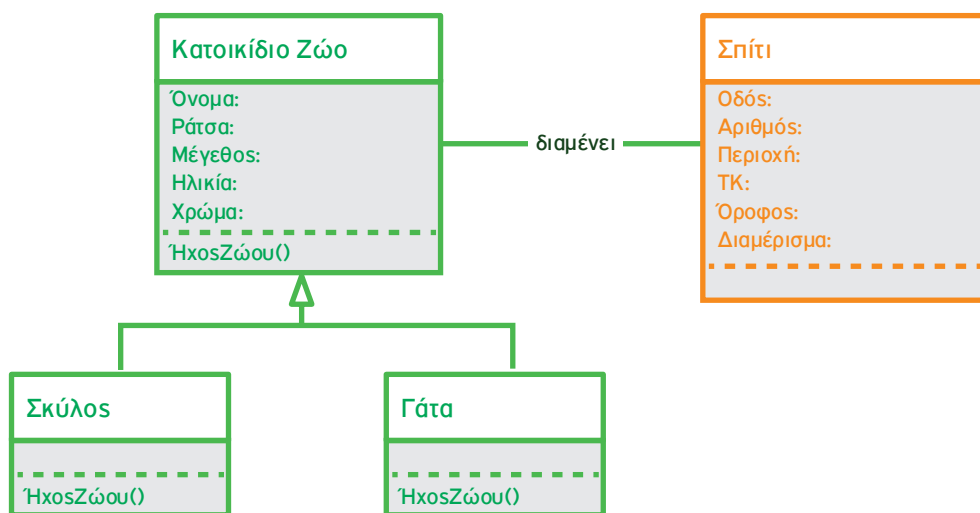 Κατοικίδιο Ζώο
Όνομα:
Ράτσα:
Μέγεθος:
Ηλικία:
Χρώμα:
ΉχοςΖώου()
διαμένει
Σπίτι
Οδός:
Αριθμός:
Περιοχή:
ΤΚ:
Όροφος:
Διαμέρισμα:
Σκύλος
ΉχοςΖώου()
Γάτα
ΉχοςΖώου()